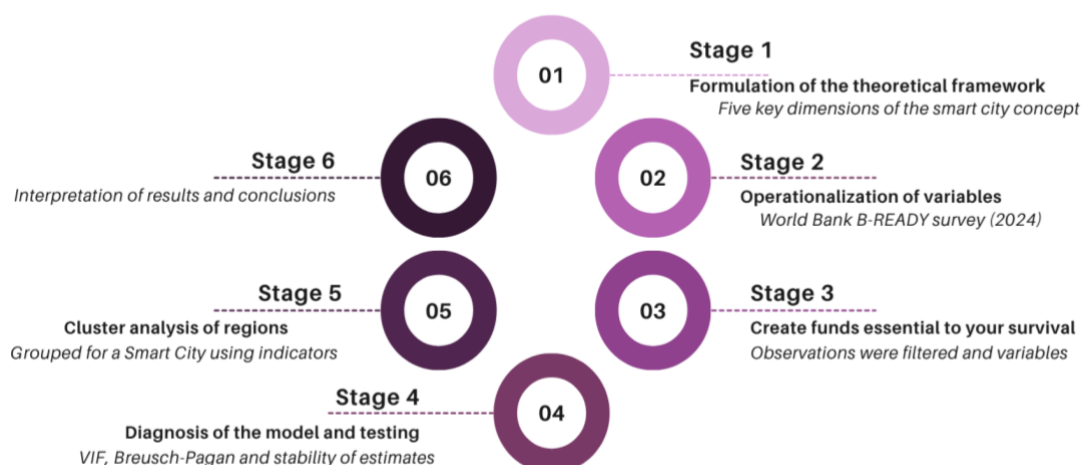 01
Stage 1
Formulation of the theoretical framework
Five key dimensions of the smart city concept
02
Stage 2
Operationalization of variables
World Bank B-READY survey (2024)
03
Stage 3
Create funds essential to your survival
Observations were filtered and variables
04
Stage 4
Diagnosis of the model and testing
VIF, Breusch-Pagan and stability of estimates
05
Stage 5
Cluster analysis of regions
Grouped for a Smart City using indicators
06
Stage 6
Interpretation of results and conclusions